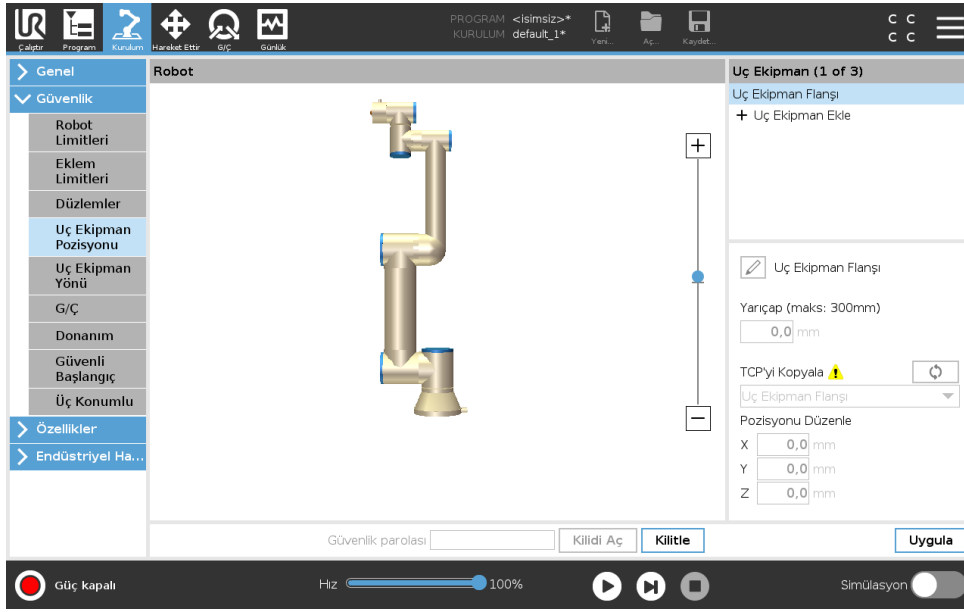 UR
PROGRAM <isimsiz>*
KURULUM default_1*
Çalıştır Program Kurulum Hareket Ettir G/Ç Günlük
Yeni... Aç... Kaydet...
C C
C C
Genel
Güvenlik
Robot
Limitleri
Eklem
Limitleri
Düzlemler
Uç Ekipman
Pozisyonu
Uç Ekipman
Yönü
G/Ç
Donanım
Güvenli
Başlangıç
Üç Konumlu
Özellikler
Endüstriyel Ha...
Robot
+
−
Uç Ekipman (1 of 3)
Uç Ekipman Flanşı
+ Uç Ekipman Ekle
Uç Ekipman Flanşı
Yarıçap (maks: 300mm)
0,0 mm
TCP'yi Kopyala
Uç Ekipman Flanşı
Pozisyonu Düzenle
X 0,0 mm
Y 0,0 mm
Z 0,0 mm
Güvenlik parolası Kilidi Aç Kilitle Uygula
Güç kapalı Hız 100% Simülasyon